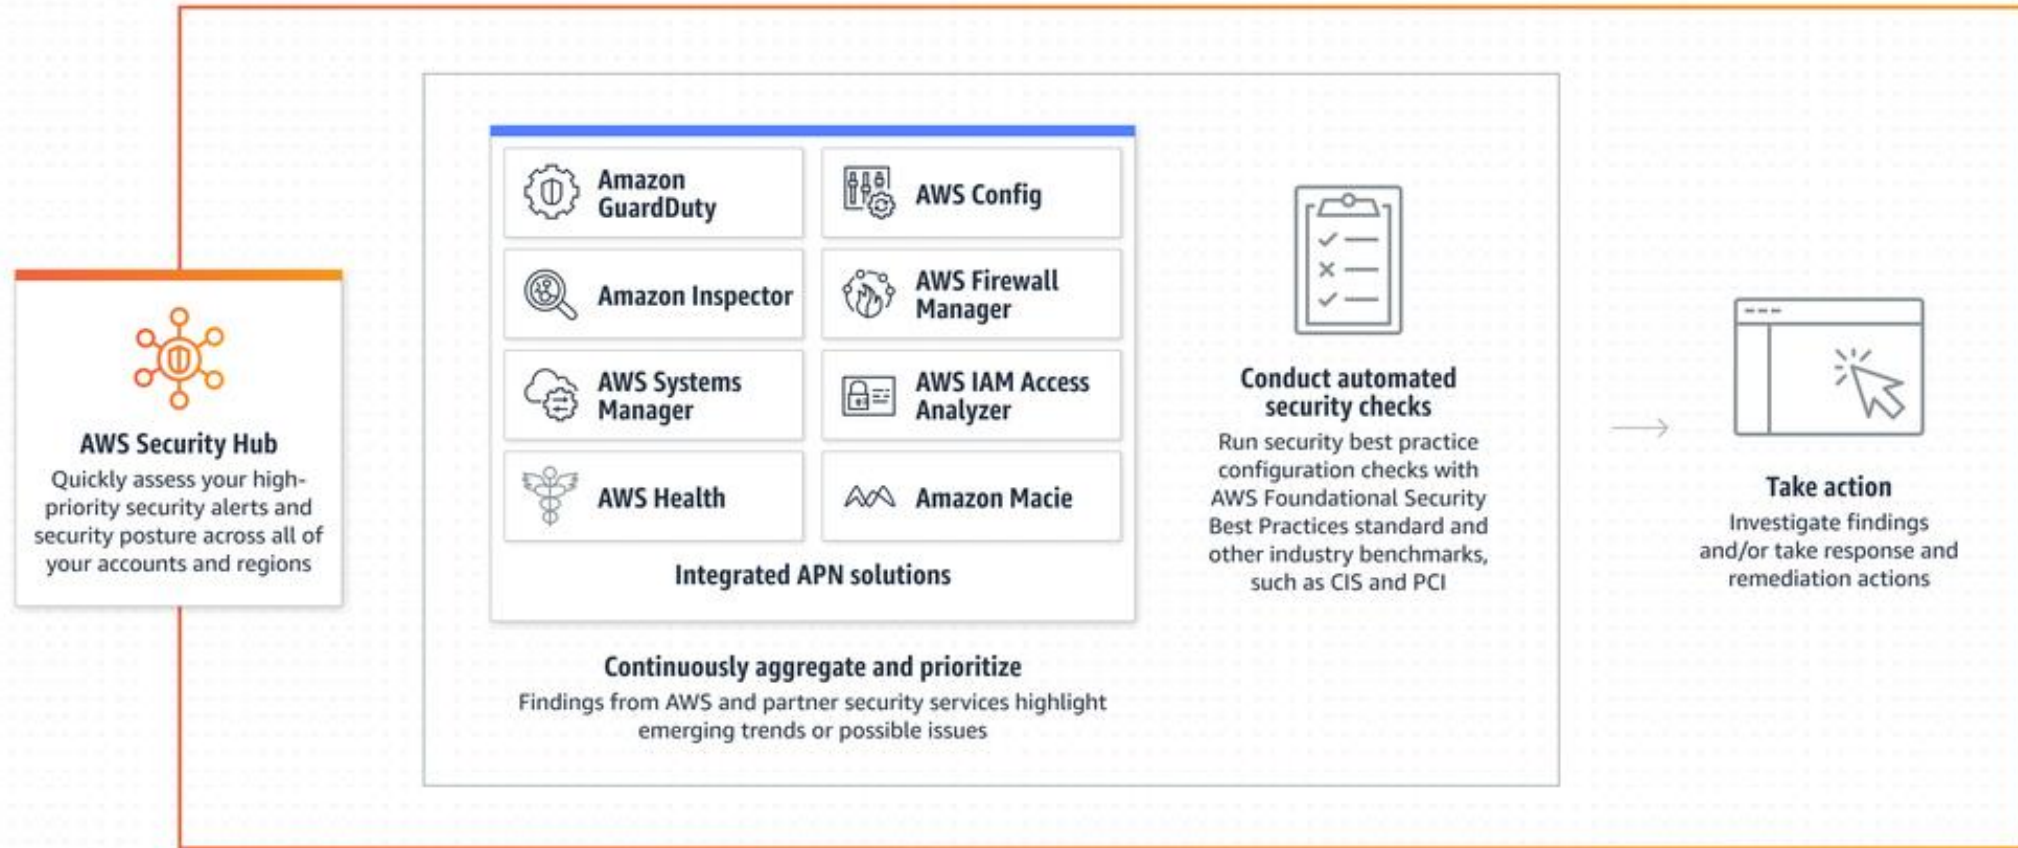 AWS Security Hub
Quickly assess your high-
priority security alerts and
security posture across all of
your accounts and regions
Amazon
GuardDuty
AWS Config
Amazon Inspector
AWS Firewall
Manager
AWS Systems
Manager
AWS IAM Access
Analyzer
AWS Health
Amazon Macie
Integrated APN solutions
Continuously aggregate and prioritize
Findings from AWS and partner security services highlight
emerging trends or possible issues
Conduct automated
security checks
Run security best practice
configuration checks with
AWS Foundational Security
Best Practices standard and
other industry benchmarks,
such as CIS and PCI
Take action
Investigate findings
and/or take response and
remediation actions